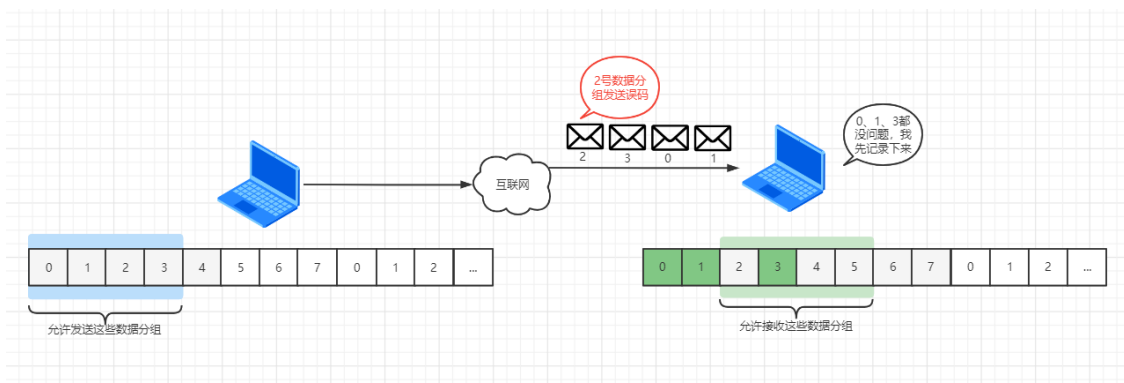 2号数据分
组发送误码
0、1、3都
没问题，我
先记录下来
2 3 0 1
互联网
0 1 2 3 4 5 6 7 0 1 2 ...
0 1 2 3 4 5 6 7 0 1 2 ...
允许发送这些数据分组
允许接收这些数据分组